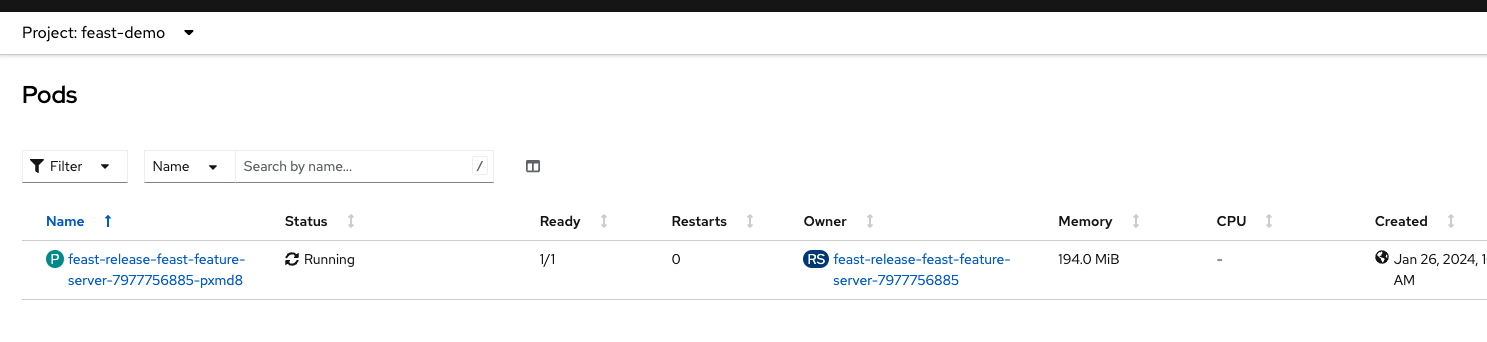 Project: feast-demo
Pods
Filter Name Search by name... /
Name Status Ready Restarts Owner Memory CPU Created
P feast-release-feast-feature- Running 1/1 0 RS feast-release-feast-feature- 194.0 MiB - Jan 26, 2024,
server-7977756885-pxmd8 server-7977756885 AM